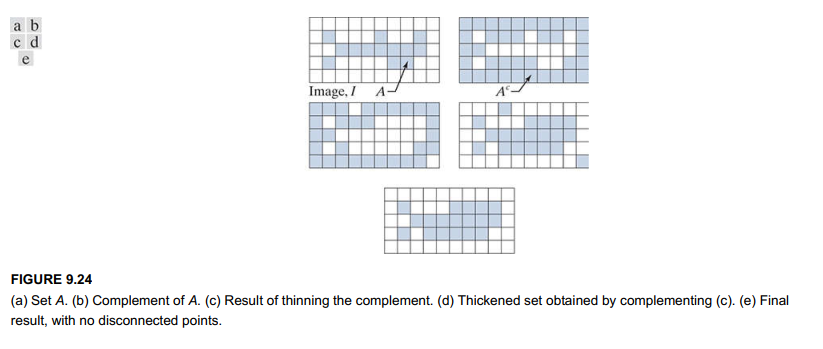 a b
c d
e
Image, I A
Aᶜ
FIGURE 9.24
(a) Set A. (b) Complement of A. (c) Result of thinning the complement. (d) Thickened set obtained by complementing (c). (e) Final
result, with no disconnected points.